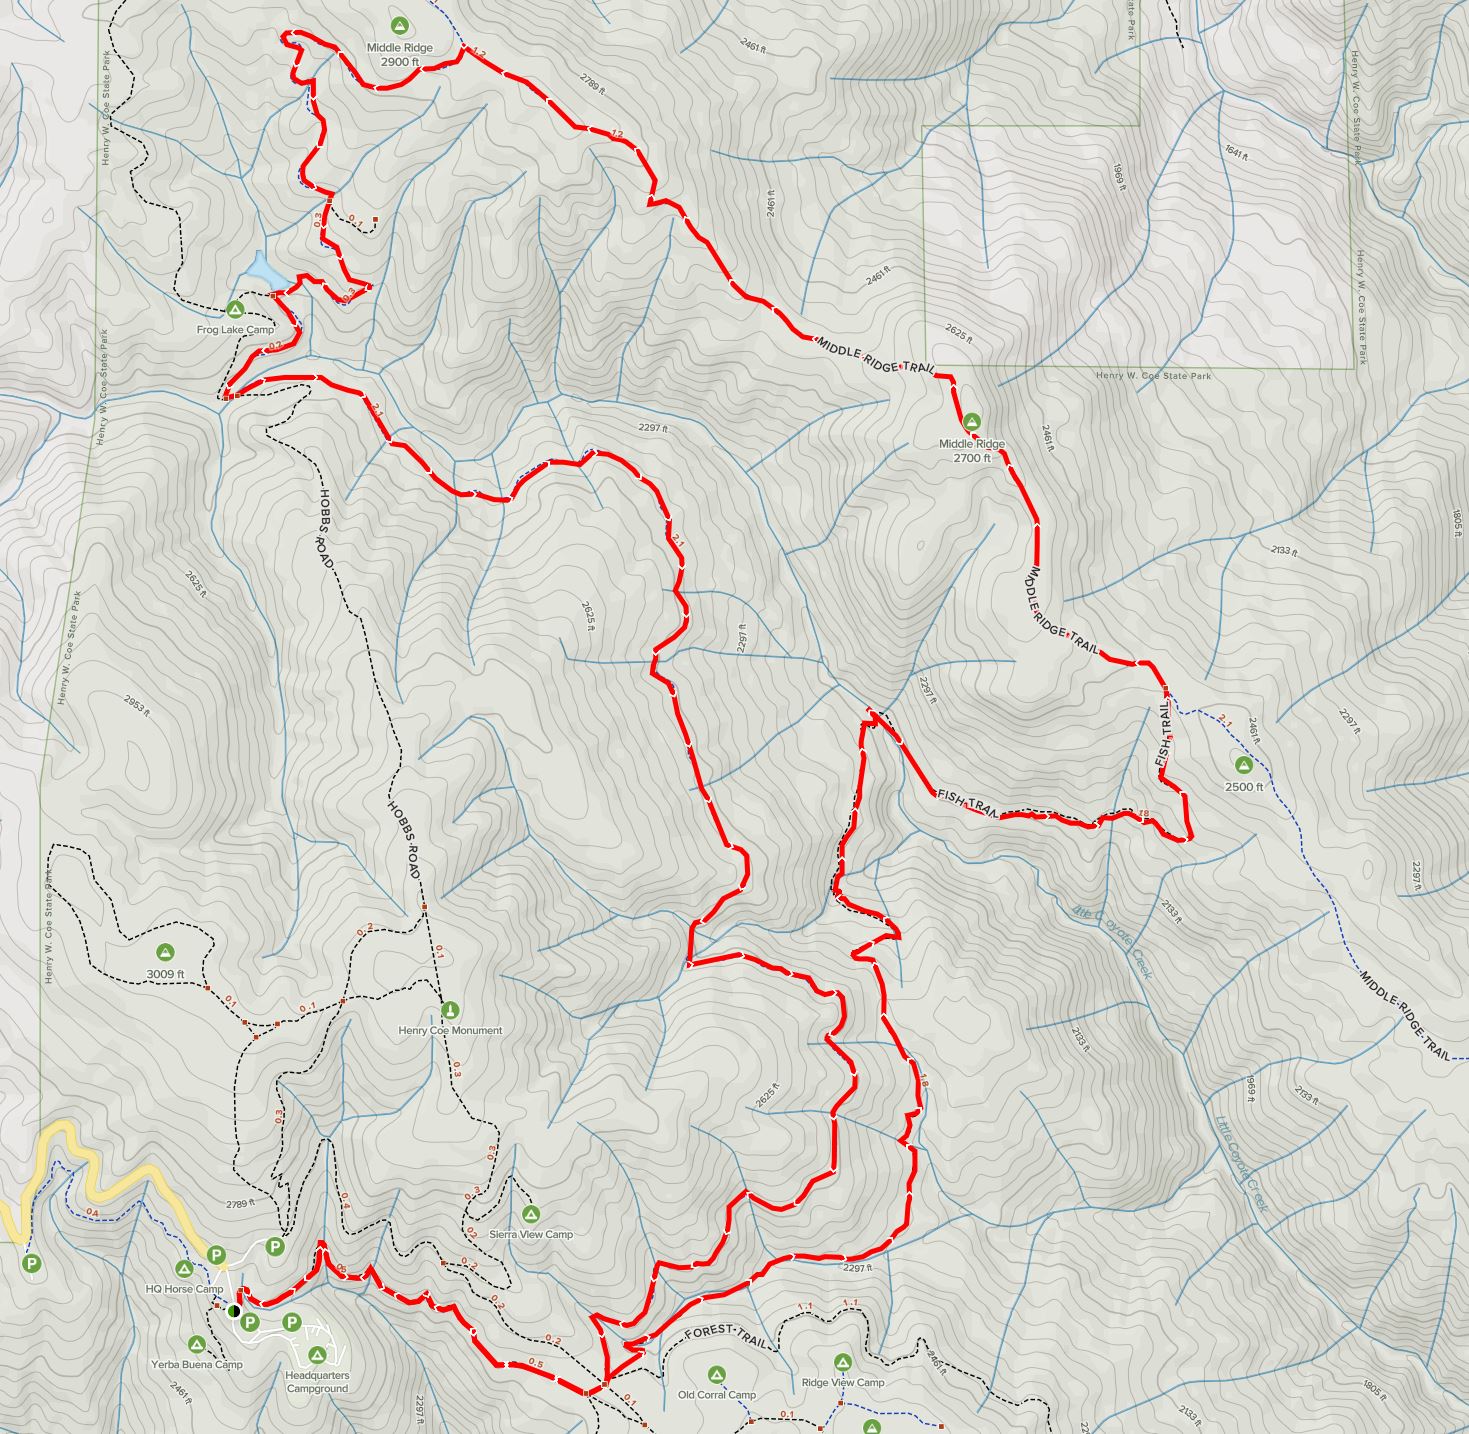 Middle Ridge
2900 ft
1.2
2461 ft
Henry W. Coe State Park
State Park
Henry W. Coe State Park
2789 ft
1.2
1641 ft
1969 ft
2461 ft
0.3
0.1
Henry W. Coe State Park
2461 ft
Frog Lake Camp
0.3
0.2
2625 ft
MIDDLE RIDGE TRAIL
Henry W. Coe State Park
Henry W. Coe State Park
2.1
2297 ft
Middle Ridge
2700 ft
2461 ft
HOBBS ROAD
2.1
1805 ft
2133 ft
2625 ft
MIDDLE RIDGE TRAIL
2625 ft
2297 ft
Henry W. Coe State Park
2297 ft
2953 ft
FISH TRAIL
2.1
2461 ft
2297 ft
2500 ft
FISH TRAIL
1.8
HOBBS ROAD
2297 ft
Henry W. Coe State Park
2133 ft
Little Coyote Creek
0.2
0.1
3009 ft
0.1
0.1
MIDDLE RIDGE TRAIL
Henry Coe Monument
2133 ft
0.3
1.8
2625 ft
1969 ft
2133 ft
0.3
0.3
Little Coyote Creek
2789 ft
0.4
0.4
0.3
Sierra View Camp
0.2
P
P
P
HQ Horse Camp
0.5
0.2
2297 ft
0.2
P
P
0.2
1.1
1.1
FOREST TRAIL
Yerba Buena Camp
Headquarters
Campground
0.5
2461 ft
Old Corral Camp
Ridge View Camp
2461 ft
0.1
0.1
2297 ft
1805 ft
2133 ft